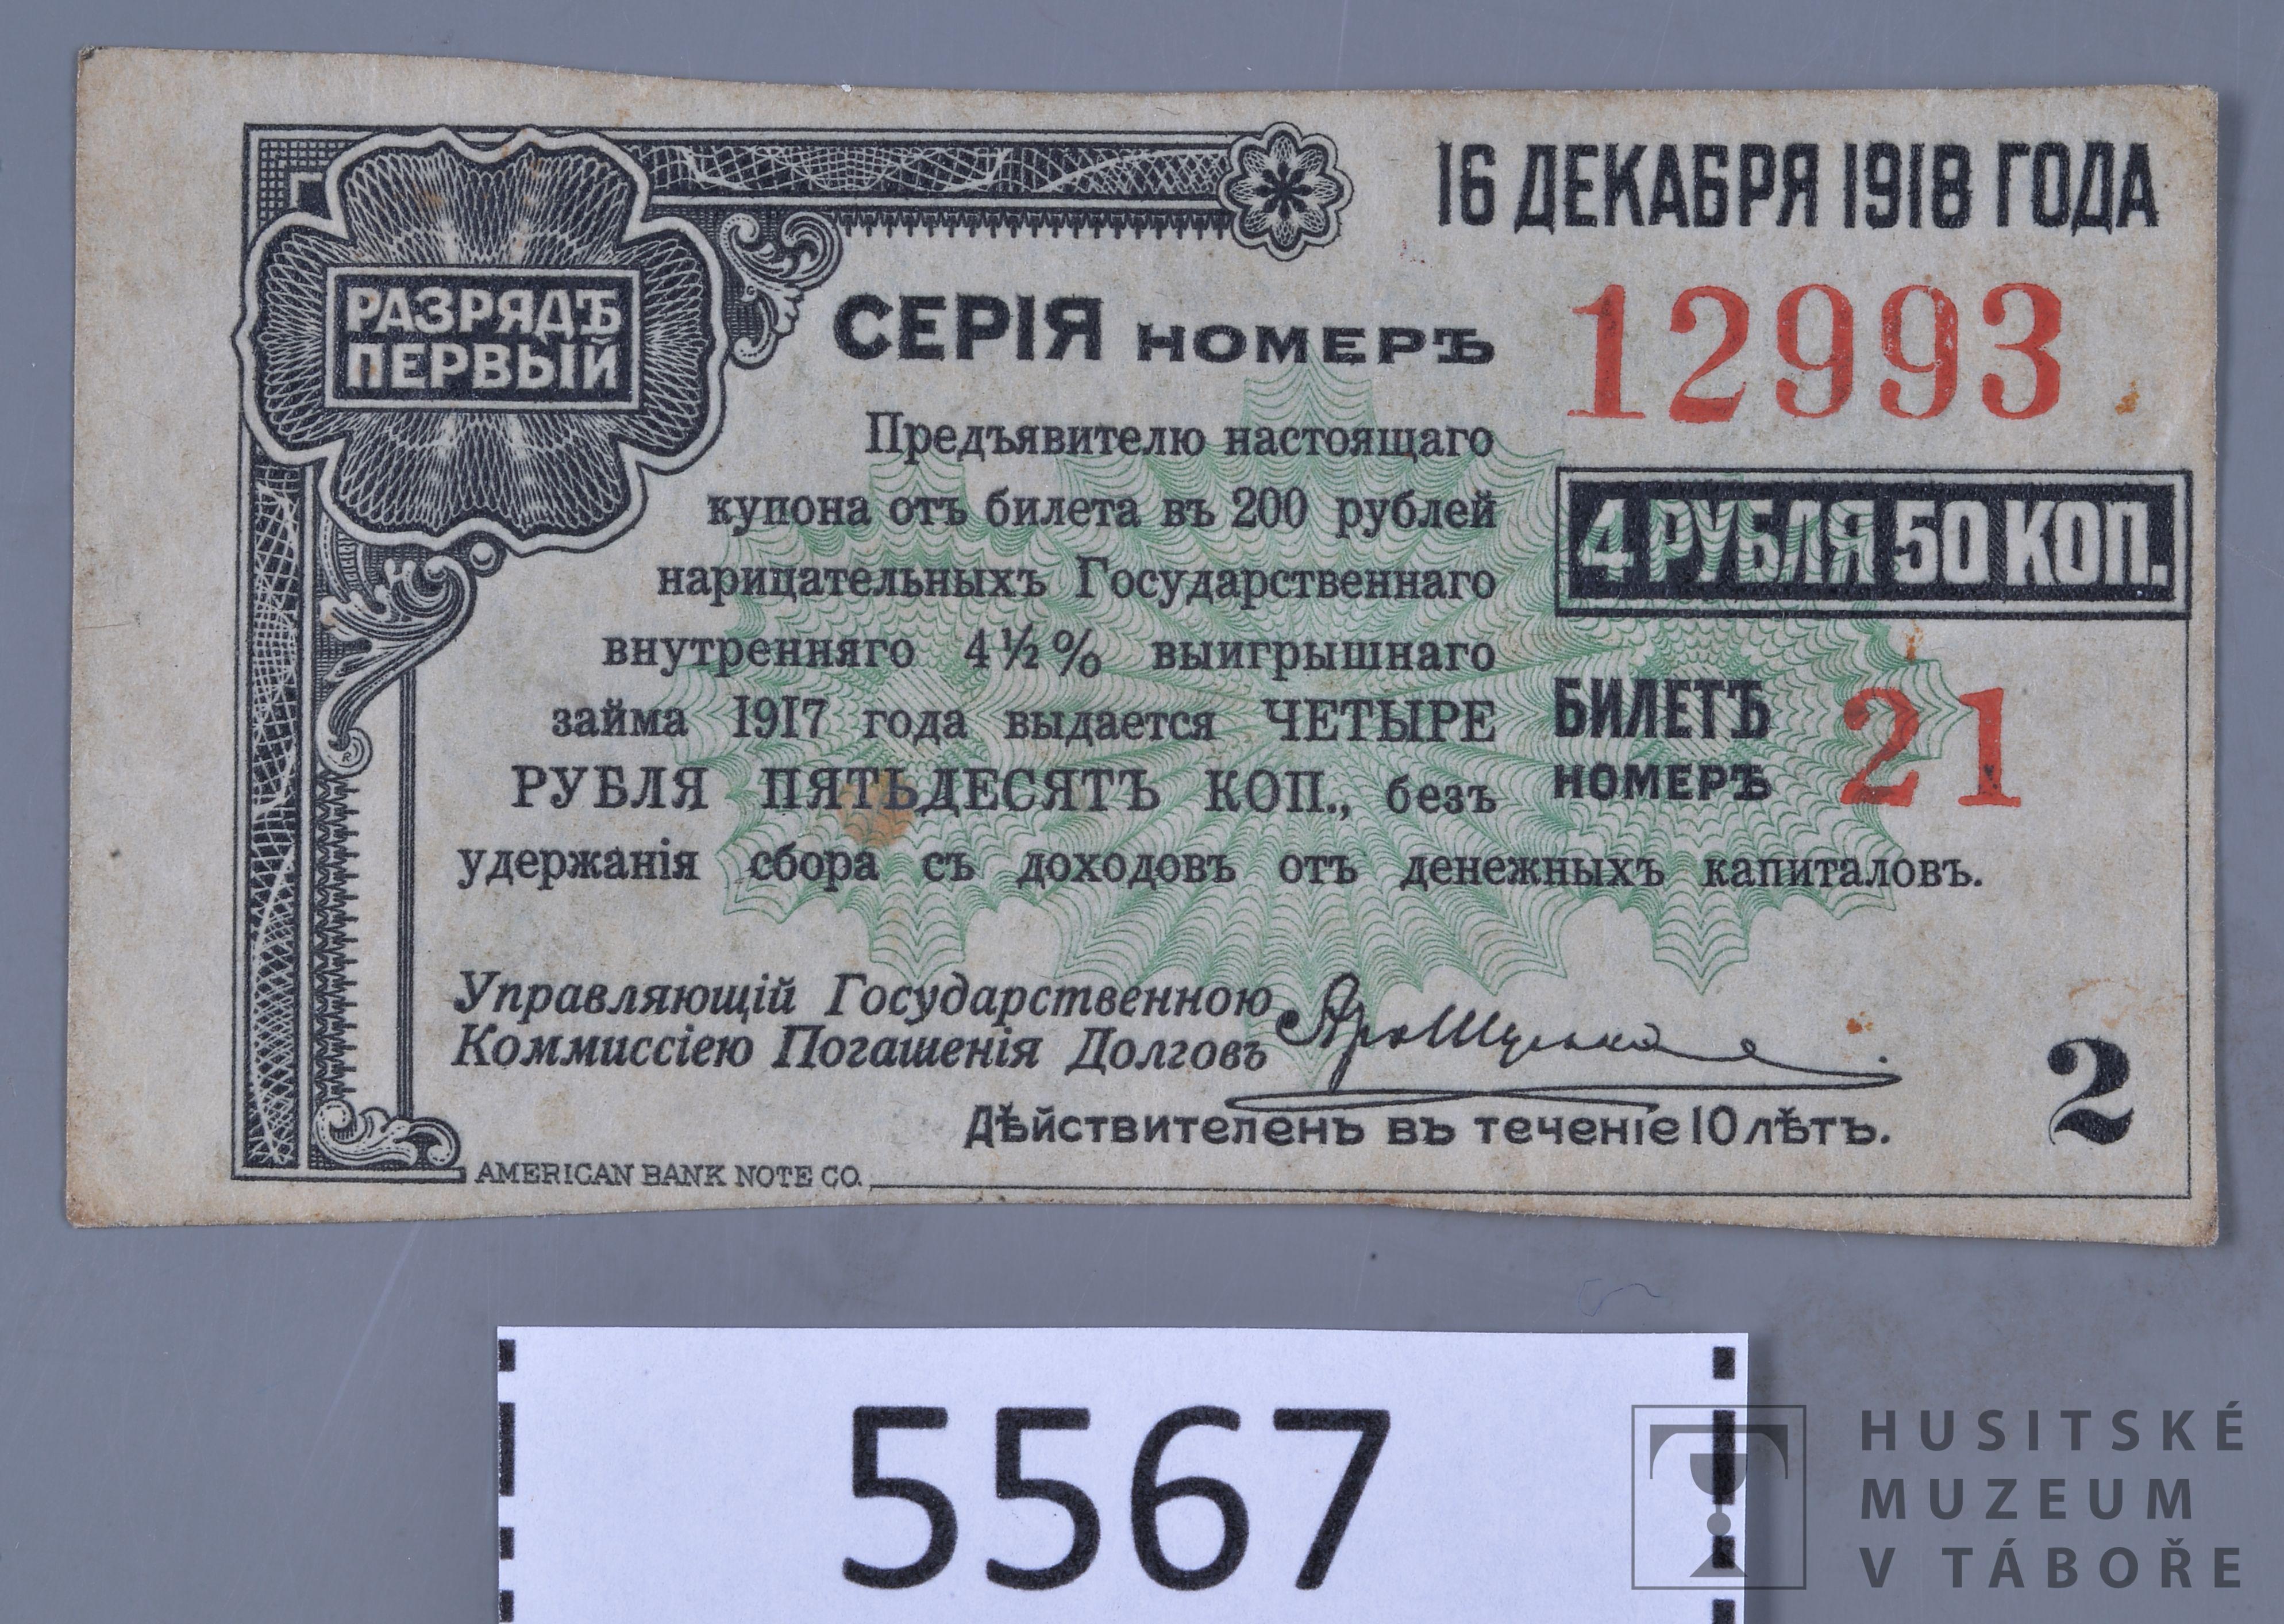 РАЗРЯДЪ
ПЕРВЫЙ
16 ДЕКАБРЯ 1918 ГОДА
СЕРІЯ НОМЕРЪ 12993
Предъявителю настоящаго
купона отъ билета въ 200 рублей
нарицательныхъ Государственнаго
внутренняго 4½% выигрышнаго
займа 1917 года выдается ЧЕТЫРЕ
РУБЛЯ ПЯТЬДЕСЯТЪ КОП., безъ
удержанія сбора съ доходовъ отъ денежныхъ капиталовъ.
4 РУБЛЯ 50 КОП.
БИЛЕТЪ
НОМЕРЪ 21
Управляющій Государственною
Коммиссіею Погашенія Долговъ
Дѣйствителенъ въ теченіе 10 лѣтъ.
2
AMERICAN BANK NOTE CO.
5567
HUSITSKÉ
MUZEUM
V TÁBOŘE